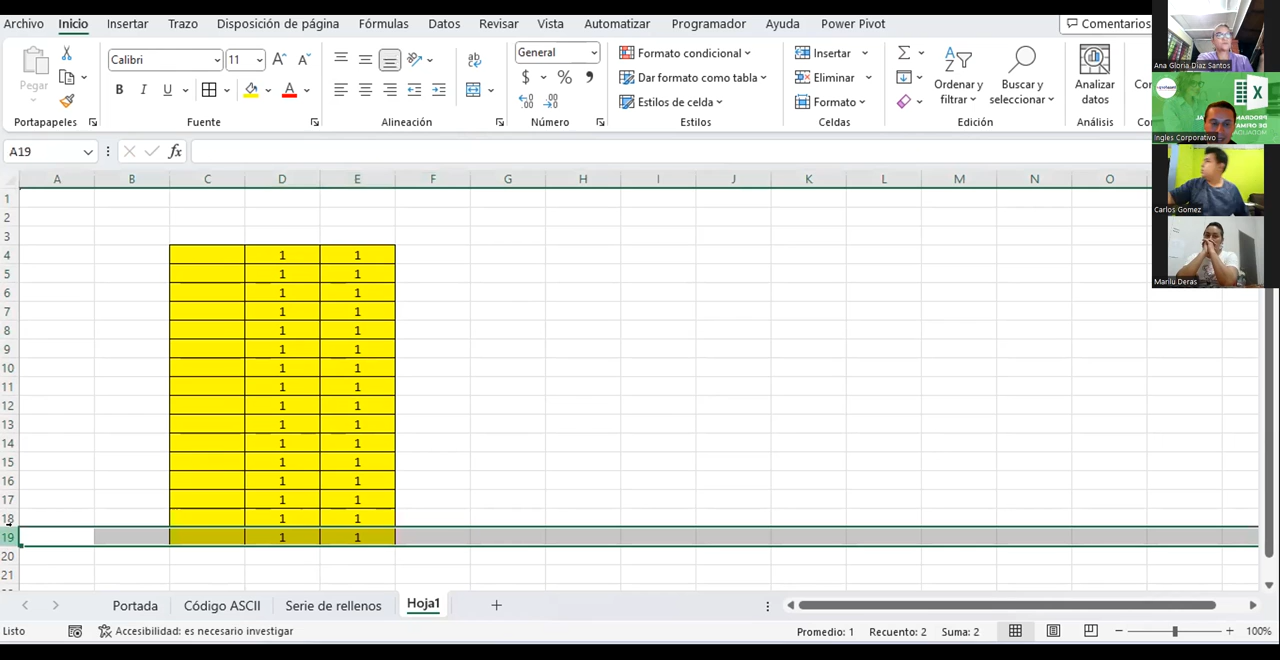 Archivo Inicio Insertar Trazo Disposición de página Fórmulas Datos Revisar Vista Automatizar Programador Ayuda Power Pivot Comentarios
Pegar
Portapapeles
Calibri 11
N K S A
Fuente
Alineación
General
$ % 000
Número
Formato condicional
Dar formato como tabla
Estilos de celda
Estilos
Insertar
Eliminar
Formato
Celdas
Ordenar y filtrar
Buscar y seleccionar
Edición
Analizar datos
Análisis
Ana Gloria Diaz Santos
Ingles Corporativo
Carlos Gomez
Marilú Deras
A19 fx
A B C D E F G H I J K L M N O
1
2
3
4 1 1
5 1 1
6 1 1
7 1 1
8 1 1
9 1 1
10 1 1
11 1 1
12 1 1
13 1 1
14 1 1
15 1 1
16 1 1
17 1 1
18 1 1
19 1 1
20
21
Portada Código ASCII Serie de rellenos Hoja1
Listo Accesibilidad: es necesario investigar Promedio: 1 Recuento: 2 Suma: 2 100%